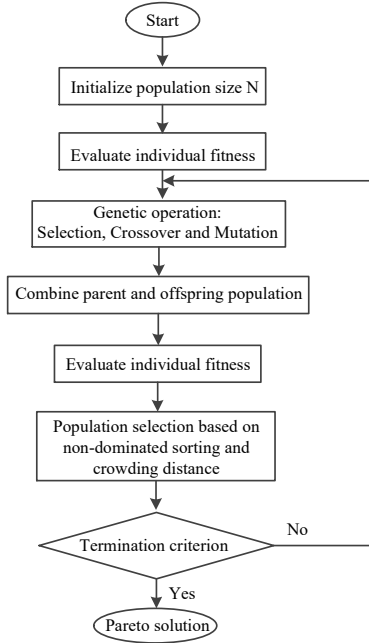 Start
Initialize population size N
Evaluate individual fitness
Genetic operation:
Selection, Crossover and Mutation
Combine parent and offspring population
Evaluate individual fitness
Population selection based on
non-dominated sorting and
crowding distance
Termination criterion
No
Yes
Pareto solution